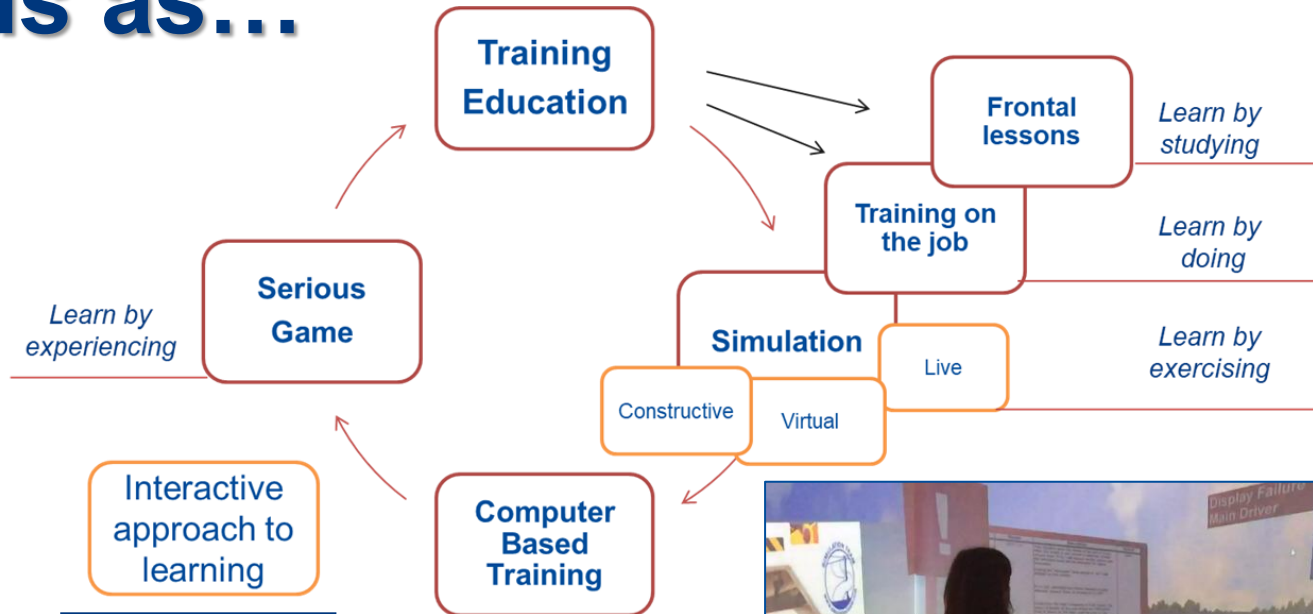 is as...
Training
Education
Frontal
lessons
Learn by
studying
Training on
the job
Learn by
doing
Simulation
Live
Learn by
exercising
Constructive
Virtual
Serious
Game
Learn by
experiencing
Interactive
approach to
learning
Computer
Based
Training
Display Failure
Main Driver